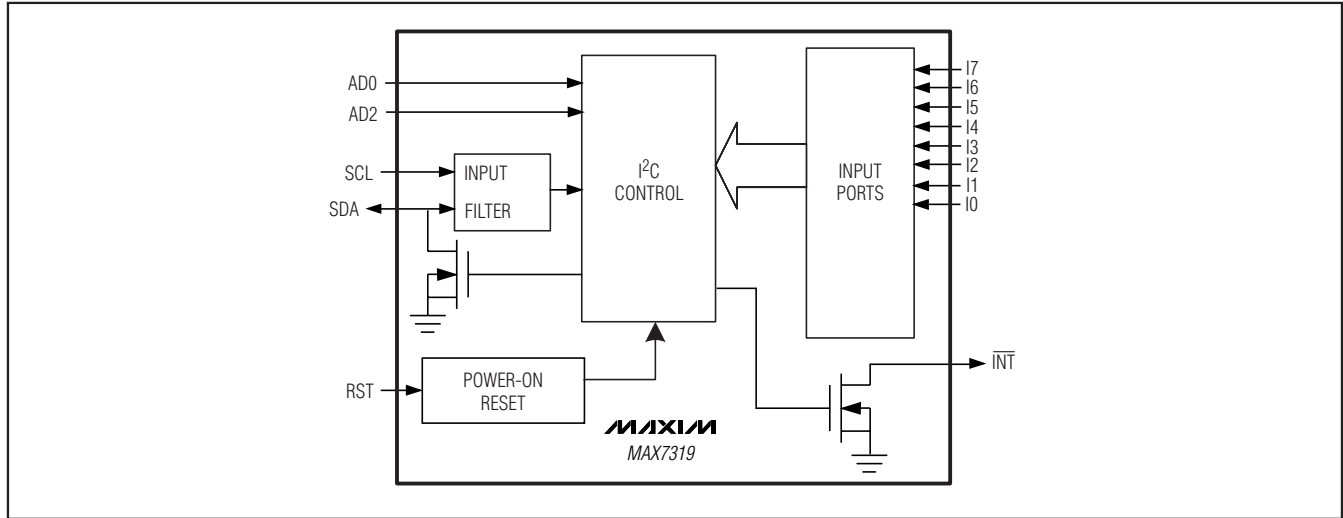 AD0
AD2
SCL
SDA
RST
INPUT
FILTER
POWER-ON
RESET
I²C
CONTROL
INPUT
PORTS
I7
I6
I5
I4
I3
I2
I1
I0
INT
MAXIM
MAX7319